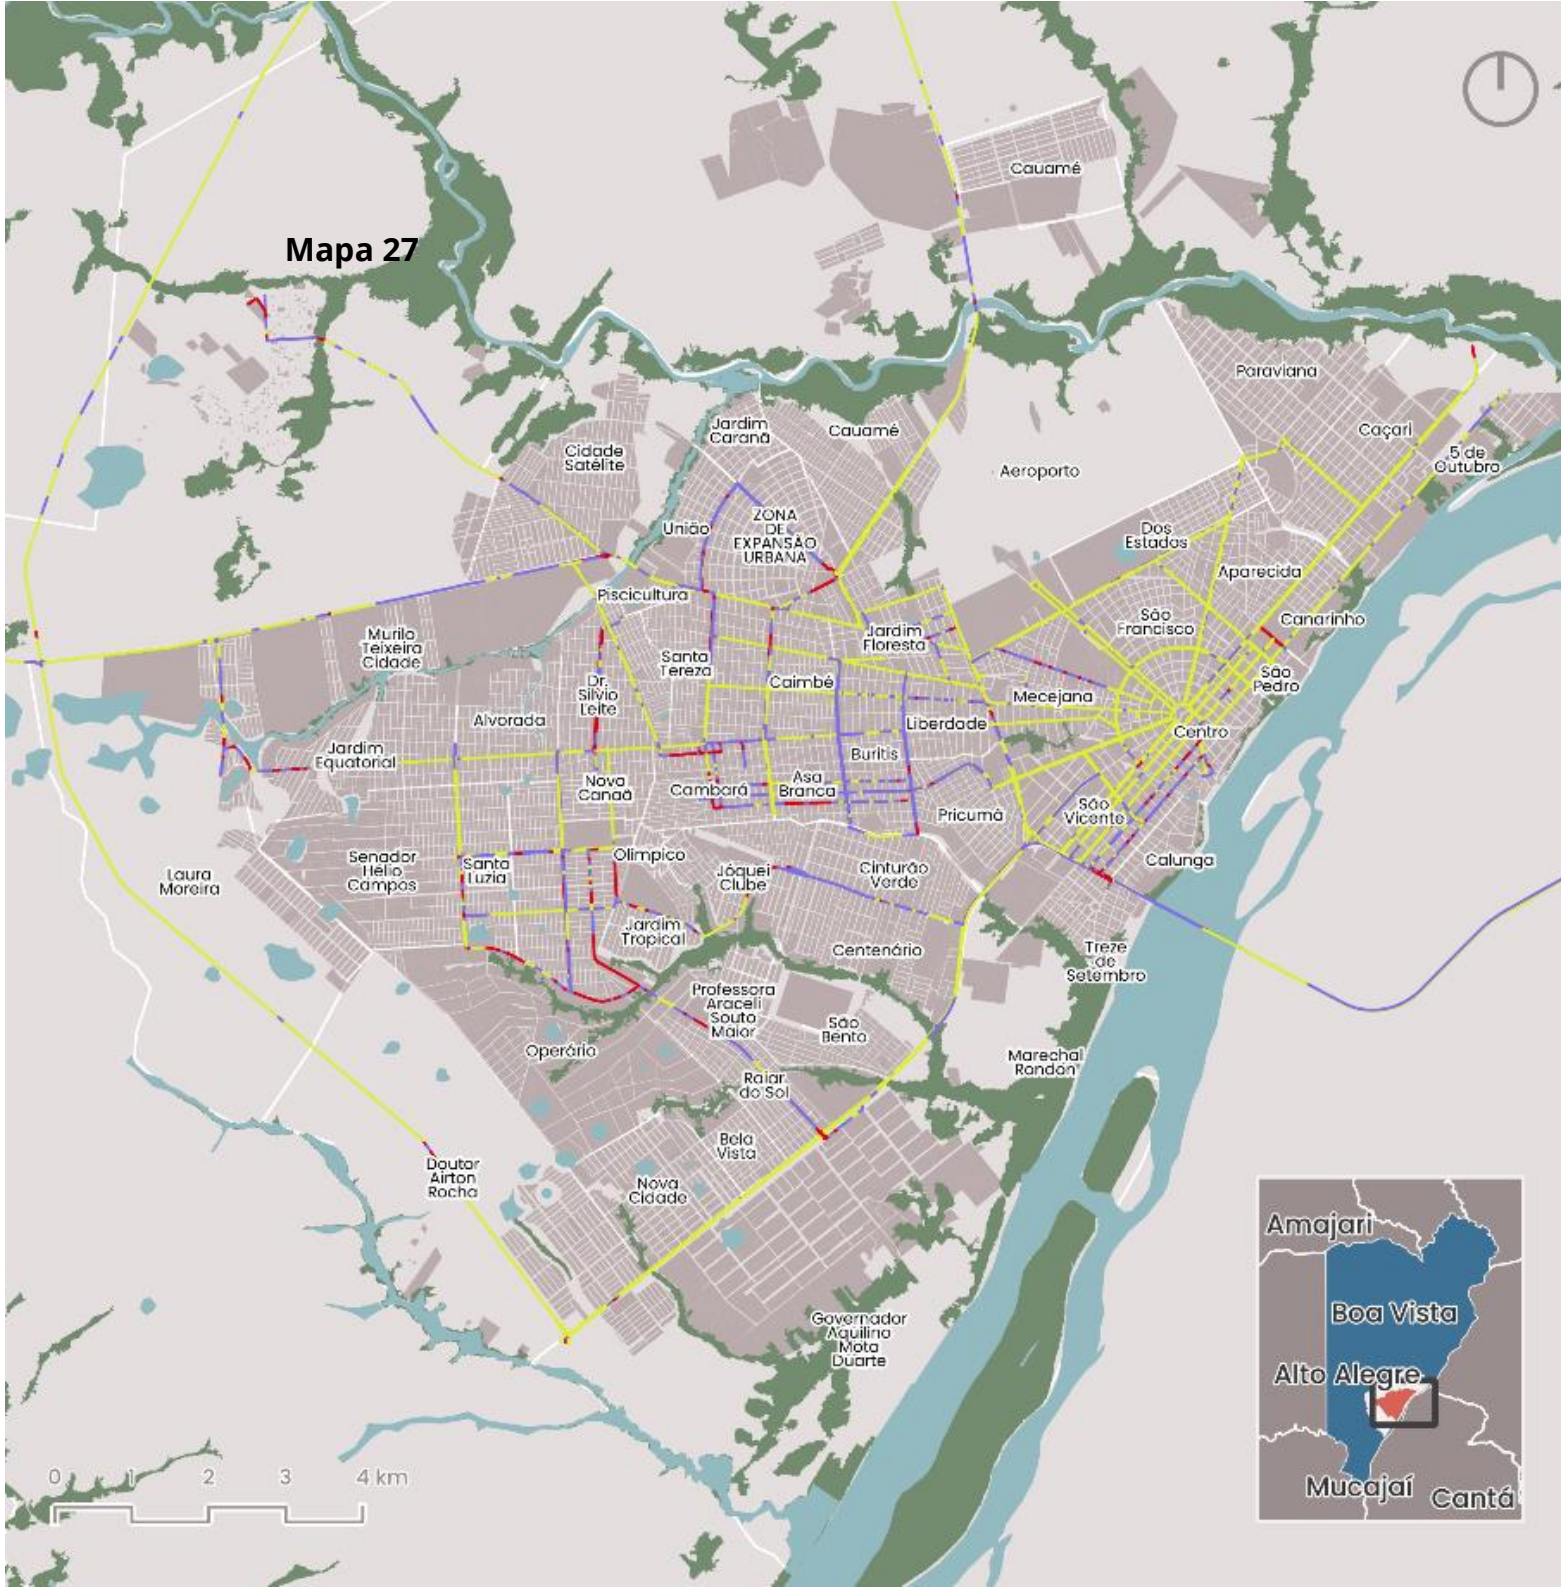 Cauamé
Mapa 27
Paraviana
Jardim
Caranã
Cauamé
Caçari
Cidade
Satélite
5 de
Outubro
Aeroporto
União
ZONA
DE
EXPANSÃO
URBANA
Dos
Estados
Aparecida
Piscicultura
São
Francisco
Canarinho
Murilo
Teixeira
Cidade
Jardim
Floresta
Santa
Tereza
São
Pedro
Dr.
Silvio
Leite
Caimbé
Mecejana
Alvorada
Liberdade
Centro
Jardim
Equatorial
Buritis
Nova
Canaã
Cambará
Asa
Branca
Pricumã
São
Vicente
Senador
Hélio
Campos
Santa
Luzia
Olímpico
Jóquei
Clube
Cinturão
Verde
Calunga
Laura
Moreira
Jardim
Tropical
Centenário
Treze
de
Setembro
Professora
Araceli
Souto
Maior
São
Bento
Operário
Marechal
Rondon
Raiar
do Sol
Bela
Vista
Doutor
Airton
Rocha
Nova
Cidade
Amajari
Boa Vista
Governador
Aquilino
Mota
Duarte
Alto Alegre
0 1 2 3 4 km
Mucajaí
Cantá